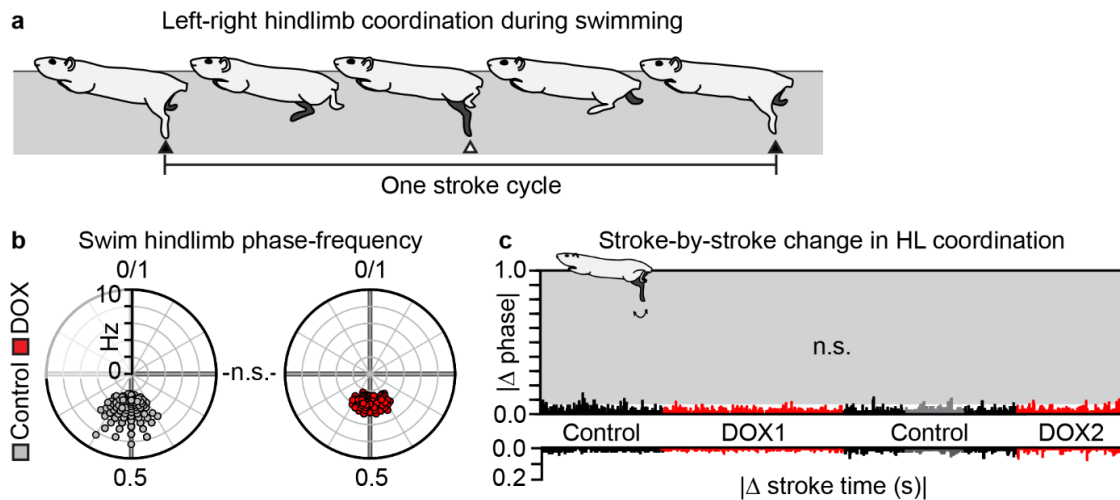 a
Left-right hindlimb coordination during swimming
One stroke cycle
b
Swim hindlimb phase-frequency
Control DOX
0/1
10
Hz
0
0.5
-n.s.-
0/1
0.5
c
Stroke-by-stroke change in HL coordination
1.0
|Δ phase|
n.s.
0.0
Control DOX1 Control DOX2
0.0
0.2
|Δ stroke time (s)|